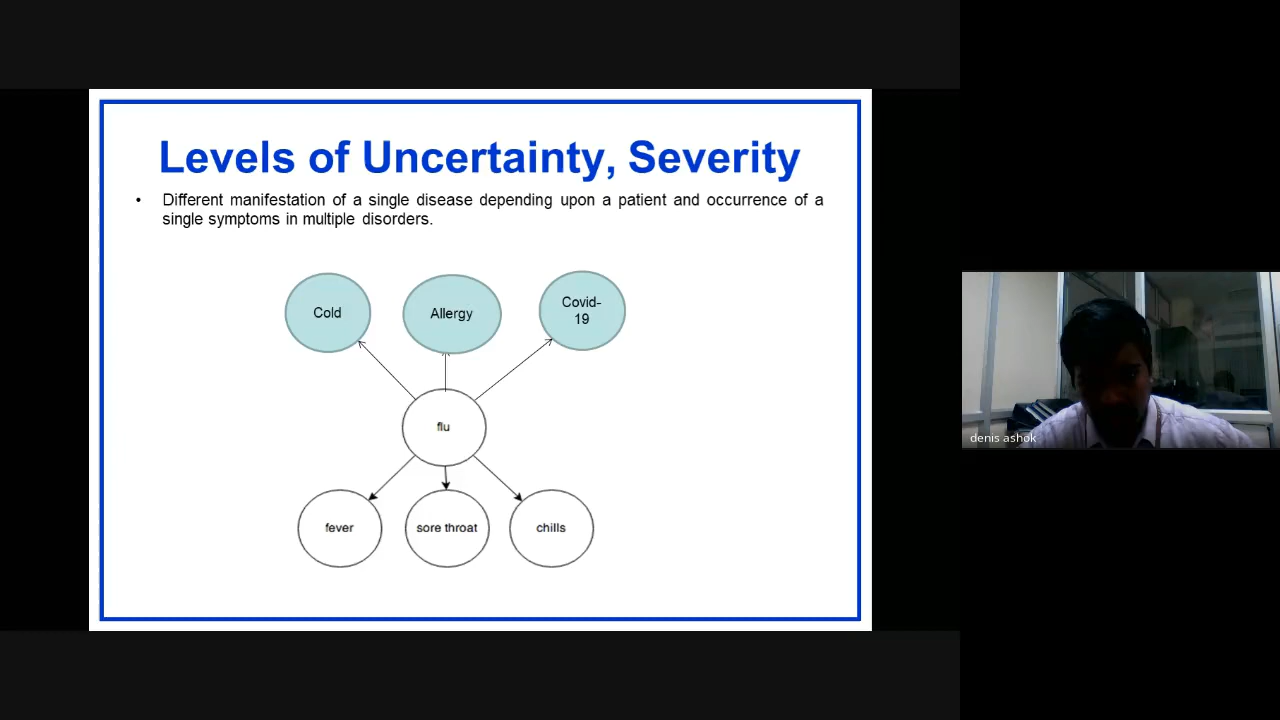 Levels of Uncertainty, Severity
• Different manifestation of a single disease depending upon a patient and occurrence of a
single symptoms in multiple disorders.
Cold
Allergy
Covid-
19
flu
fever
sore throat
chills
denis ashok